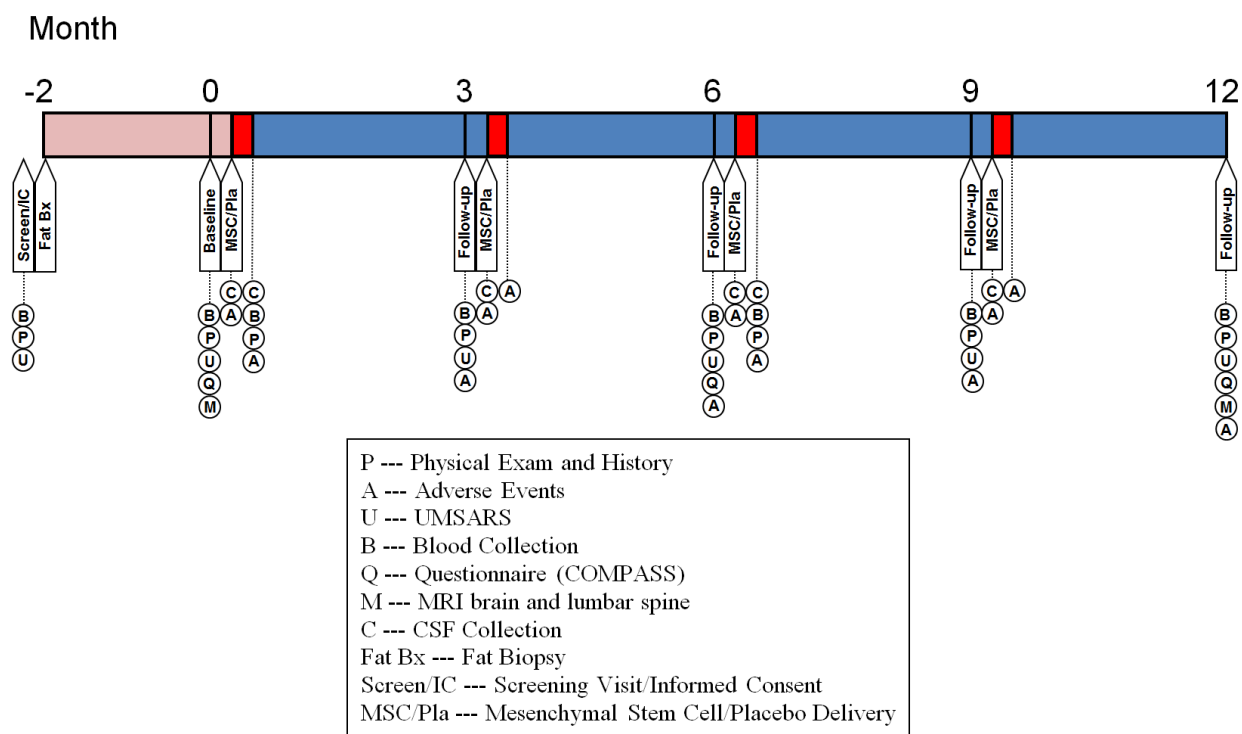 Month
-2 0 3 6 9 12
Screen/IC
Fat Bx
Baseline
MSC/Pla
Follow-up
MSC/Pla
Follow-up
MSC/Pla
Follow-up
MSC/Pla
Follow-up
B
P
U
B
P
U
Q
M
C
A
C
B
P
A
B
P
U
A
C
A
A
B
P
U
Q
A
C
A
C
B
P
A
B
P
U
A
C
A
A
B
P
U
Q
M
A
P --- Physical Exam and History
A --- Adverse Events
U --- UMSARS
B --- Blood Collection
Q --- Questionnaire (COMPASS)
M --- MRI brain and lumbar spine
C --- CSF Collection
Fat Bx --- Fat Biopsy
Screen/IC --- Screening Visit/Informed Consent
MSC/Pla --- Mesenchymal Stem Cell/Placebo Delivery